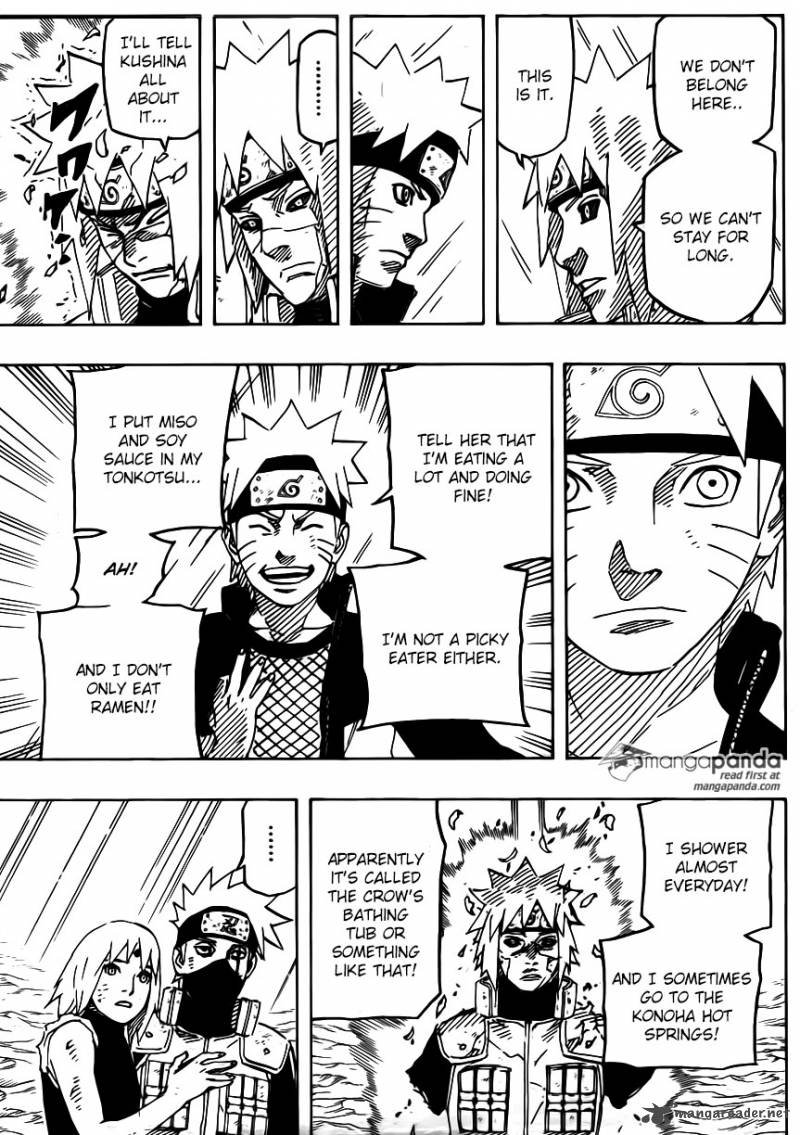 WE DON'T
BELONG
HERE..
SO WE CAN'T
STAY FOR
LONG.
THIS
IS IT.
........
I'LL TELL
KUSHINA
ALL
ABOUT
IT...
TELL HER THAT
I'M EATING A
LOT AND DOING
FINE!
I'M NOT A PICKY
EATER EITHER.
I PUT MISO
AND SOY
SAUCE IN MY
TONKOTSU...
AH!
AND I DON'T
ONLY EAT
RAMEN!!
mangapanda
read first at
mangapanda.com
I SHOWER
ALMOST
EVERYDAY!
AND I SOMETIMES
GO TO THE
KONOHA HOT
SPRINGS!
APPARENTLY
IT'S CALLED
THE CROW'S
BATHING
TUB OR
SOMETHING
LIKE THAT!
........
忍
mangareader.net